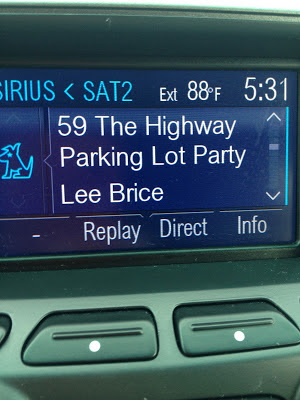 SIRIUS < SAT2 Ext 88°F 5:31
59 The Highway
Parking Lot Party
Lee Brice
- Replay Direct Info